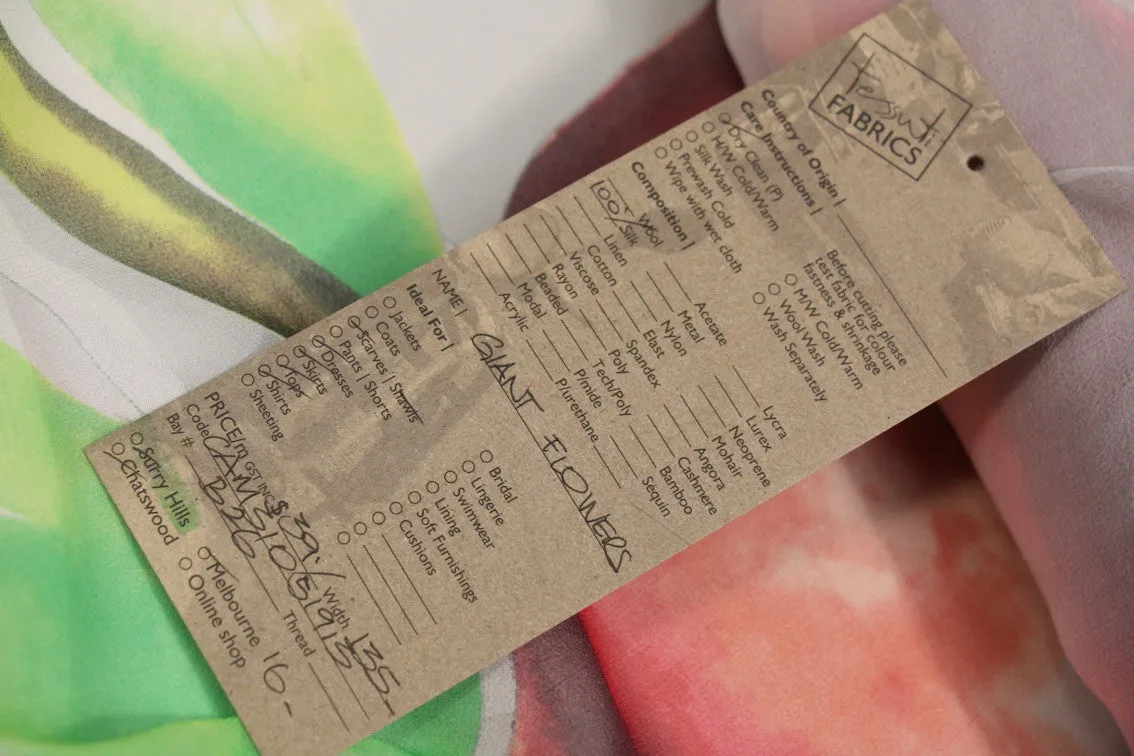 Tessuti
FABRICS
Country of Origin |
Care Instructions |
Dry Clean (P)
H/W Cold/Warm
Silk Wash
Prewash Cold
Wipe with wet cloth
Before cutting please
test fabric for colour
fastness & shrinkage
M/W Cold/Warm
Wool Wash
Wash Separately
Composition |
Wool
100% Silk
Linen
Cotton
Viscose
Rayon
Beaded
Modal
Acrylic
Acetate
Metal
Nylon
Elast
Spandex
Poly
Tech/Poly
P/mide
P/urethane
Lycra
Lurex
Neoprene
Mohair
Angora
Cashmere
Bamboo
Sequin
NAME | GIANT FLOWERS
Ideal For |
Jackets
Coats
Scarves | Shawls
Pants | Shorts
Dresses
Skirts
Tops
Shirts
Sheeting
Bridal
Lingerie
Swimwear
Lining
Soft Furnishings
Cushions
PRICE/m GST INC $39/ Width 135
Bay # B226 Thread
Surry Hills
Chatswood
Melbourne 16-
Online shop